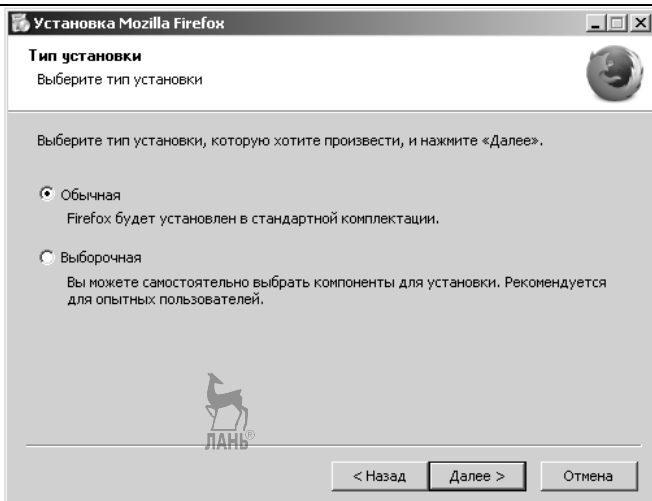 Установка Mozilla Firefox
Тип установки
Выберите тип установки
Выберите тип установки, которую хотите произвести, и нажмите «Далее».
Обычная
Firefox будет установлен в стандартной комплектации.
Выборочная
Вы можете самостоятельно выбрать компоненты для установки. Рекомендуется
для опытных пользователей.
ЛАНЬ®
< Назад
Далее >
Отмена